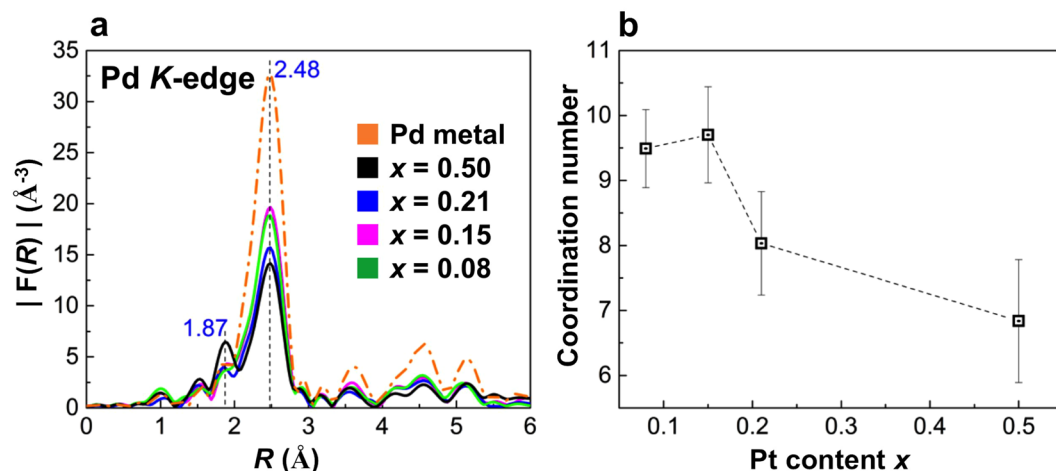 a
35
30
25
20
15
10
5
0
| F(R) | (Å⁻³)
Pd K-edge
2.48
1.87
Pd metal
x = 0.50
x = 0.21
x = 0.15
x = 0.08
0 1 2 3 4 5 6
R (Å)
b
11
10
9
8
7
6
Coordination number
0.1 0.2 0.3 0.4 0.5
Pt content x